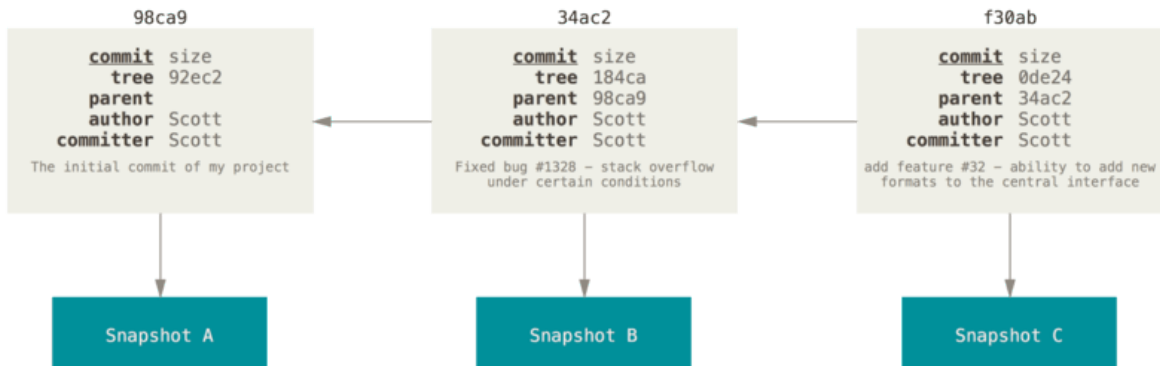 98ca9
commit size
tree 92ec2
parent
author Scott
committer Scott
The initial commit of my project
Snapshot A
34ac2
commit size
tree 184ca
parent 98ca9
author Scott
committer Scott
Fixed bug #1328 – stack overflow
under certain conditions
Snapshot B
f30ab
commit size
tree 0de24
parent 34ac2
author Scott
committer Scott
add feature #32 – ability to add new
formats to the central interface
Snapshot C